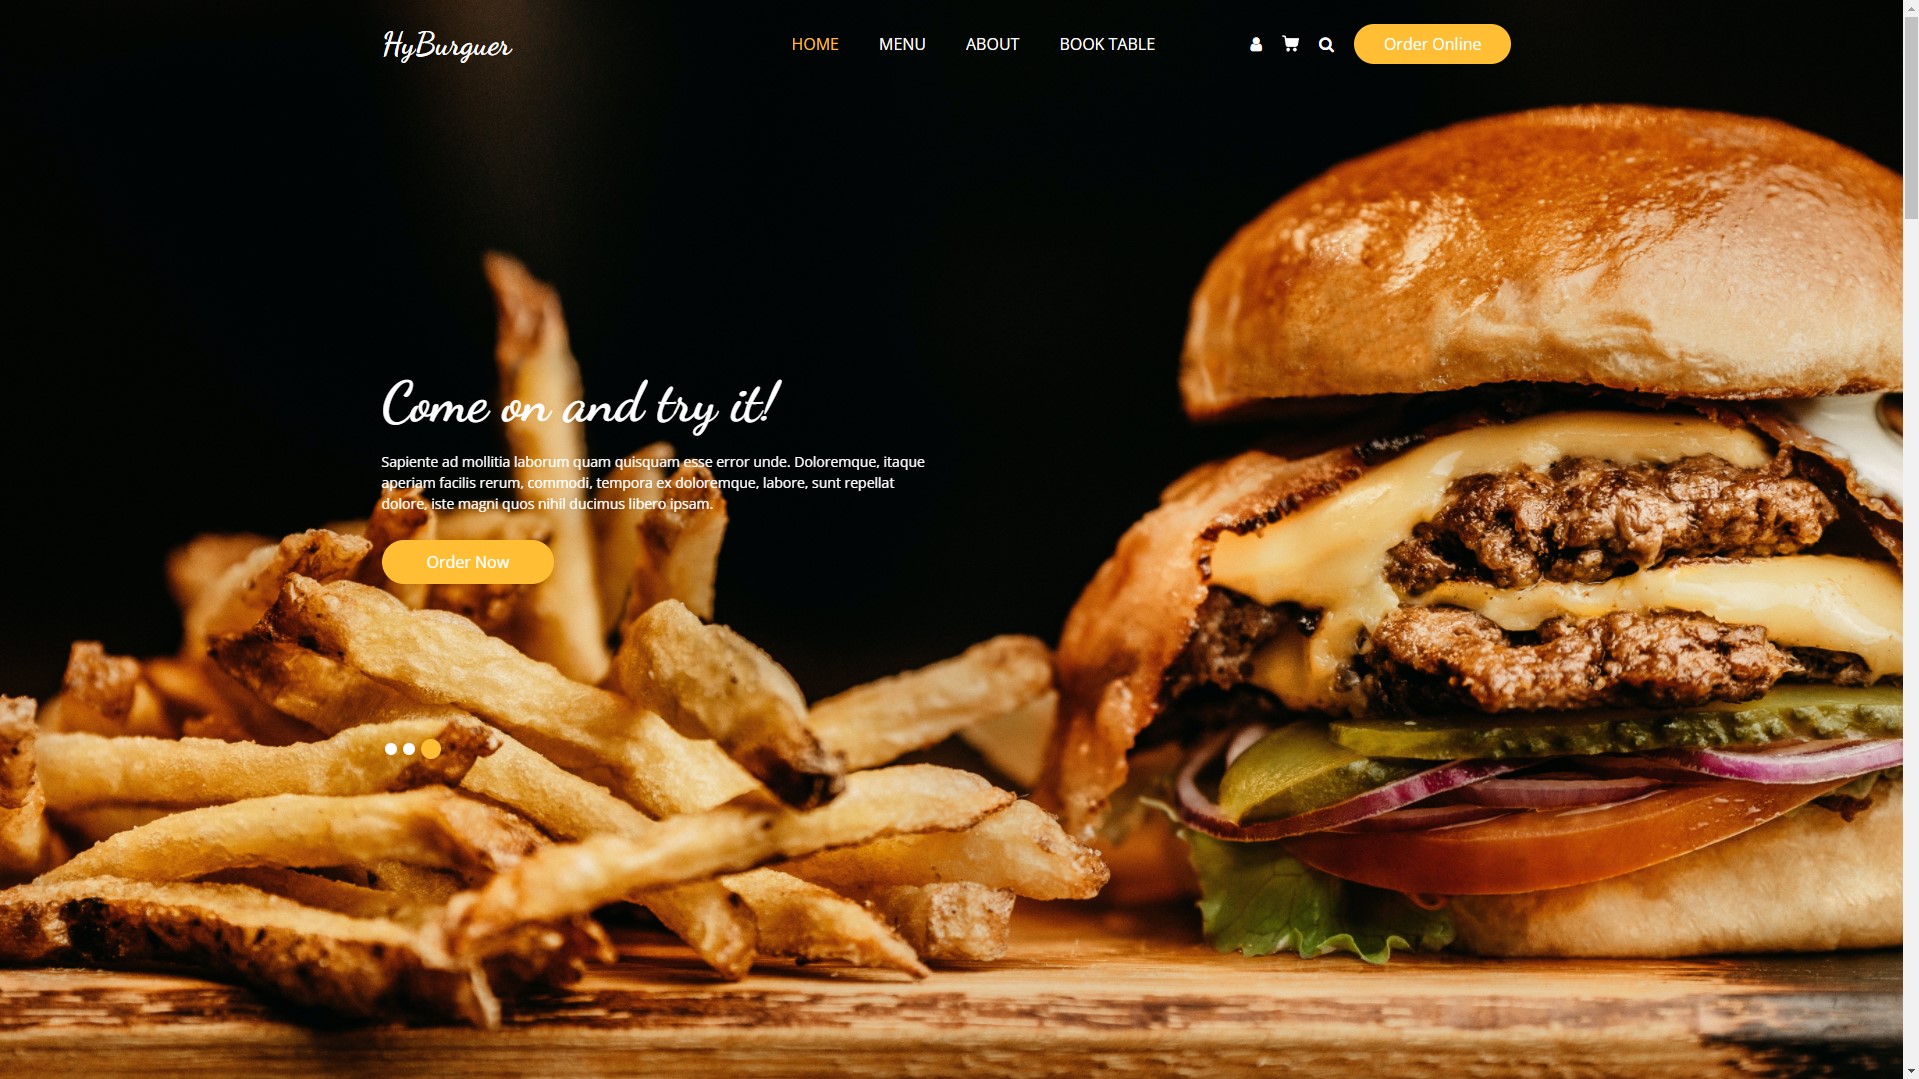 HyBurguer
HOME
MENU
ABOUT
BOOK TABLE
Order Online
Come on and try it!
Sapiente ad mollitia laborum quam quisquam esse error unde. Doloremque, itaque
aperiam facilis rerum, commodi, tempora ex doloremque, labore, sunt repellat
dolore, iste magni quos nihil ducimus libero ipsam.
Order Now